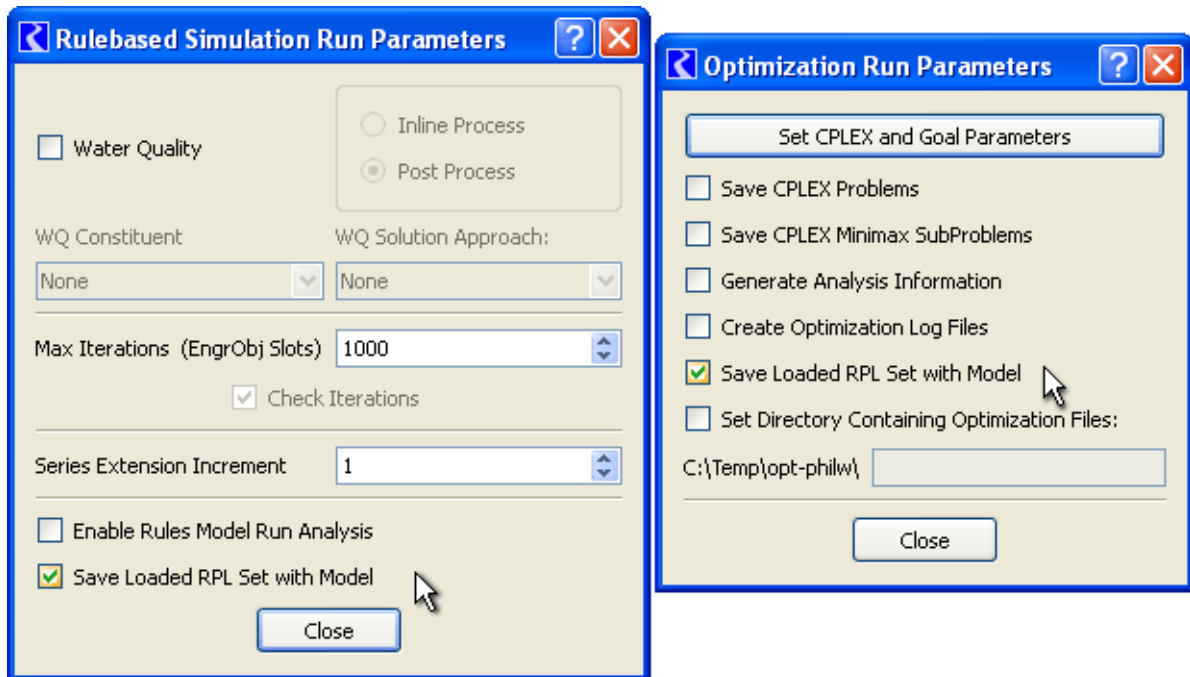 Rulebased Simulation Run Parameters
Water Quality
Inline Process
Post Process
WQ Constituent
WQ Solution Approach:
None
None
Max Iterations (EngrObj Slots)
1000
Check Iterations
Series Extension Increment
1
Enable Rules Model Run Analysis
Save Loaded RPL Set with Model
Close
Optimization Run Parameters
Set CPLEX and Goal Parameters
Save CPLEX Problems
Save CPLEX Minimax SubProblems
Generate Analysis Information
Create Optimization Log Files
Save Loaded RPL Set with Model
Set Directory Containing Optimization Files:
C:\Temp\opt-philw\
Close